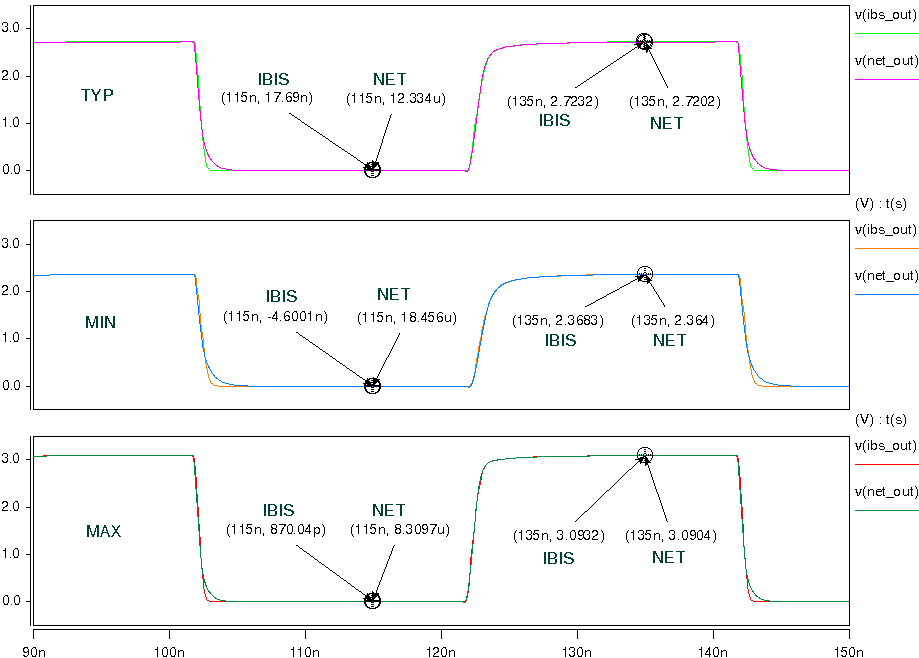 3.0
2.0
1.0
0.0
TYP
IBIS
(115n, 17.69n)
NET
(115n, 12.334u)
(135n, 2.7232)
IBIS
(135n, 2.7202)
NET
v(ibs_out)
v(net_out)
(V) : t(s)
3.0
2.0
1.0
0.0
MIN
IBIS
(115n, -4.6001n)
NET
(115n, 18.456u)
(135n, 2.3683)
IBIS
(135n, 2.364)
NET
v(ibs_out)
v(net_out)
(V) : t(s)
3.0
2.0
1.0
0.0
MAX
IBIS
(115n, 870.04p)
NET
(115n, 8.3097u)
(135n, 3.0932)
IBIS
(135n, 3.0904)
NET
v(ibs_out)
v(net_out)
90n
100n
110n
120n
130n
140n
150n